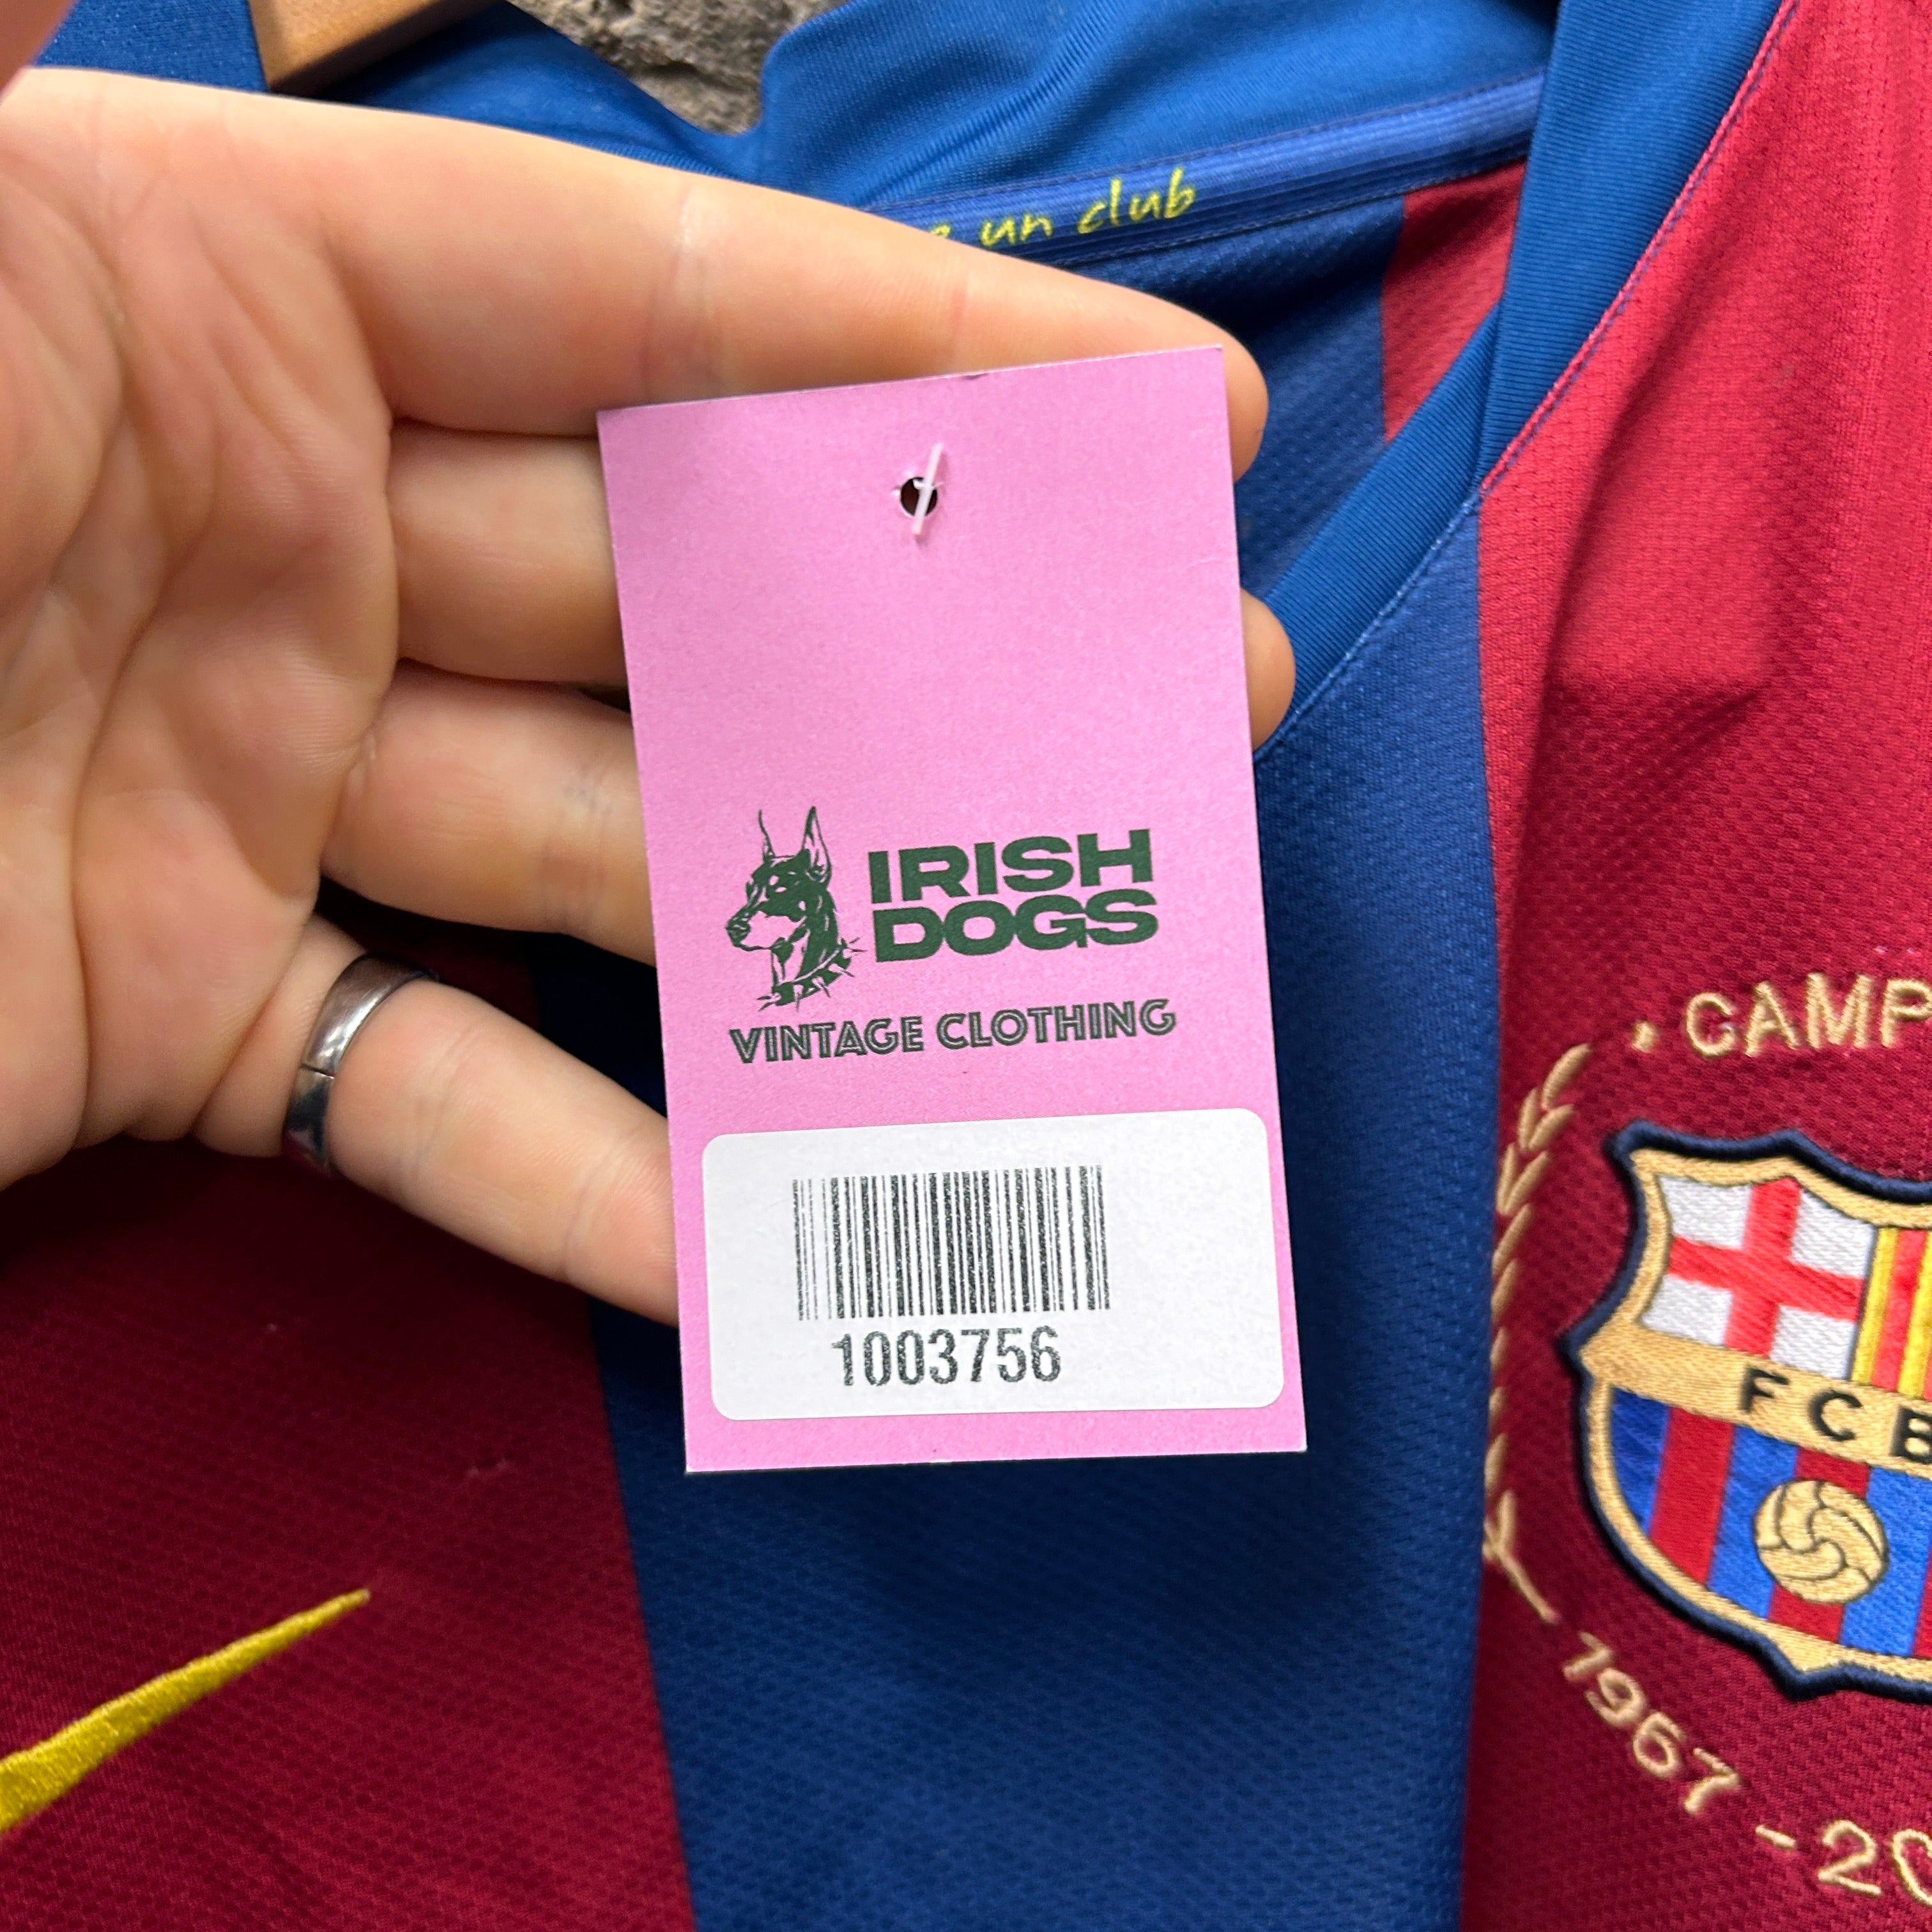 un club
IRISH
DOGS
VINTAGE CLOTHING
1003756
• CAMP
FCB
1957 - 20